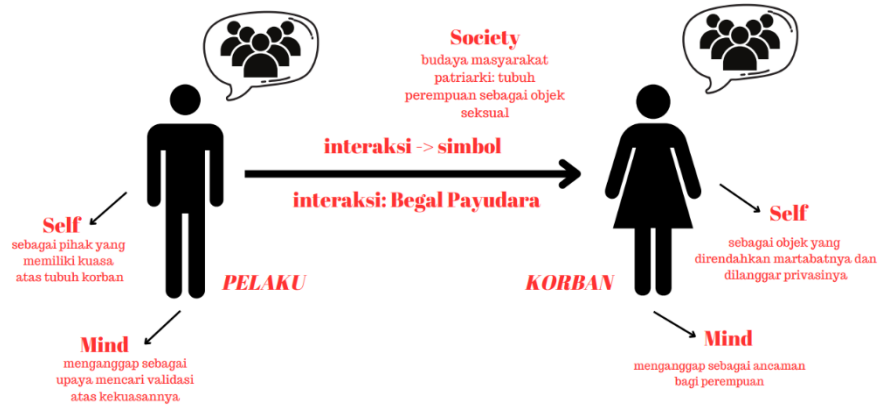 Society
budaya masyarakat
patriarki: tubuh
perempuan sebagai objek
seksual
interaksi -> simbol
interaksi: Begal Payudara
Self
sebagai pihak yang
memiliki kuasa
atas tubuh korban
PELAKU
Mind
menganggap sebagai
upaya mencari validasi
atas kekuasannya
KORBAN
Self
sebagai objek yang
direndahkan martabatnya dan
dilanggar privasinya
Mind
menganggap sebagai ancaman
bagi perempuan